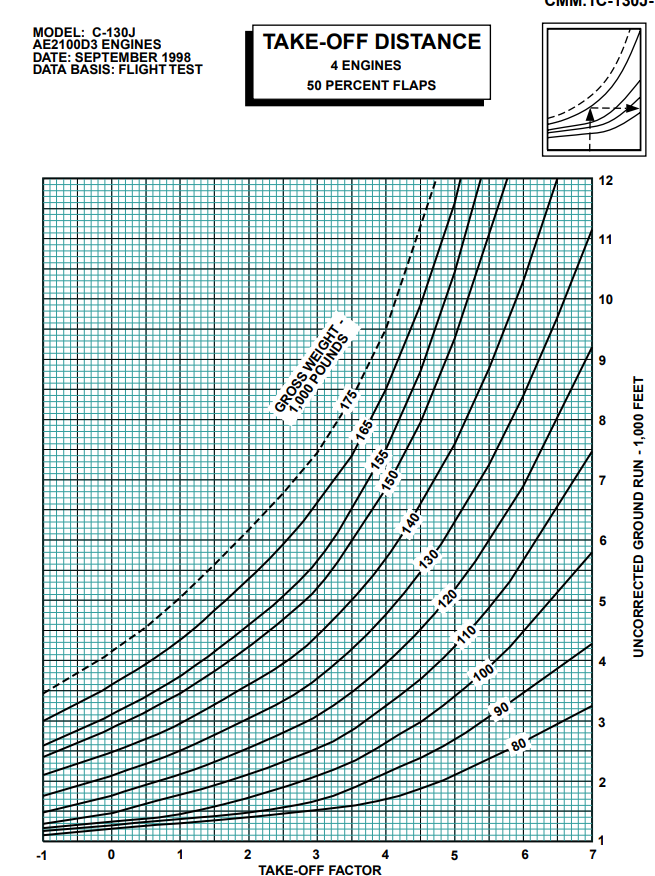 CMM.1C-130J-
MODEL: C-130J
AE2100D3 ENGINES
DATE: SEPTEMBER 1998
DATA BASIS: FLIGHT TEST
TAKE-OFF DISTANCE
4 ENGINES
50 PERCENT FLAPS
12
11
10
9
8
7
6
5
4
3
2
1
UNCORRECTED GROUND RUN - 1,000 FEET
GROSS WEIGHT -
1,000 POUNDS
175
165
155
150
140
130
120
110
100
90
80
-1 0 1 2 3 4 5 6 7
TAKE-OFF FACTOR